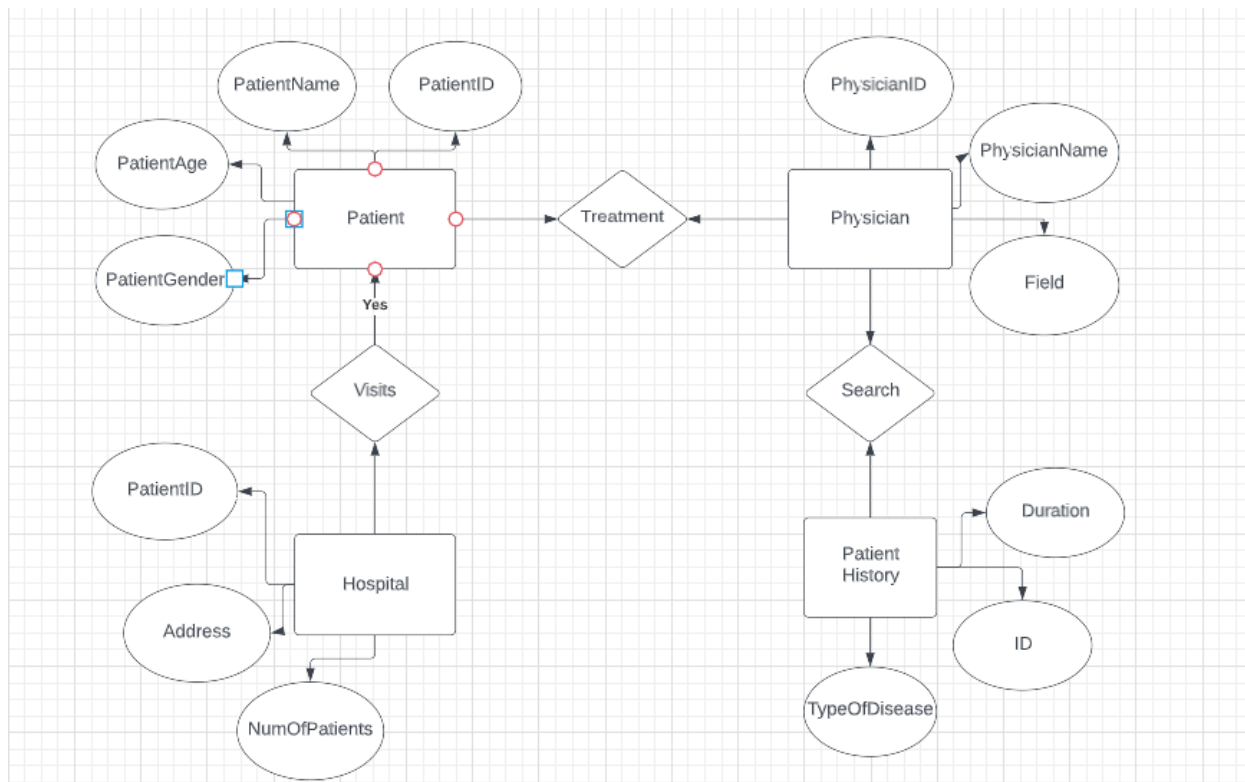 PatientName
PatientID
PhysicianID
PatientAge
PhysicianName
Patient
Treatment
Physician
PatientGender
Field
Yes
Visits
Search
PatientID
Duration
Hospital
Patient
History
Address
ID
NumOfPatients
TypeOfDisease